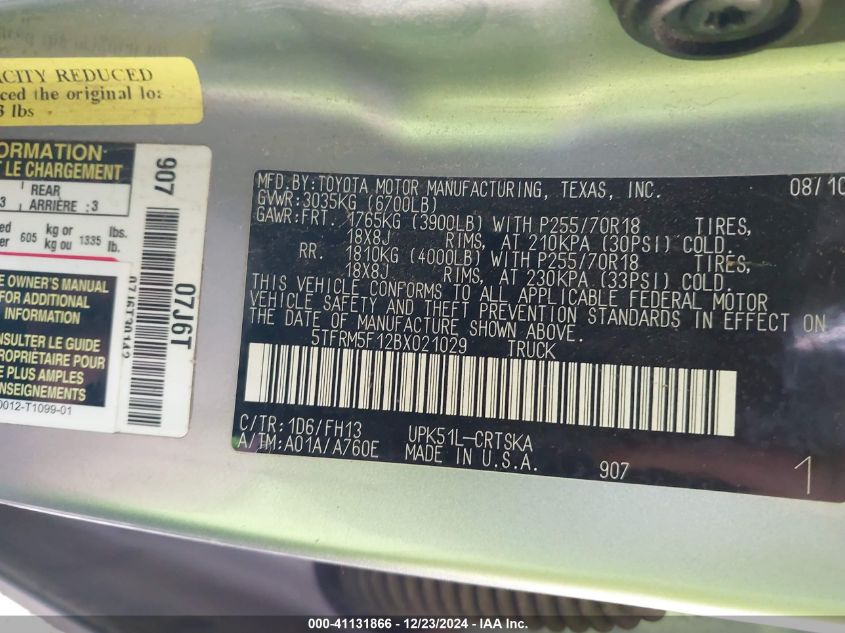 ACITY REDUCED
ced the original
lbs
ORMATION
T LE CHARGEMENT
3 REAR ARRIÈRE : 3
605 kg or kg ou 1335 lbs. lb.
E OWNER'S MANUAL
FOR ADDITIONAL
INFORMATION
NSULTER LE GUIDE
PROPRIÉTAIRE POUR
E PLUS AMPLES
ENSEIGNEMENTS
0012-T1099-01
907
07J6T
07J6T30142
MFD.BY:TOYOTA MOTOR MANUFACTURING, TEXAS, INC. 08/10
GVWR:3035KG (6700LB)
GAWR:FRT. 1765KG (3900LB) WITH P255/70R18 TIRES,
18X8J RIMS, AT 210KPA (30PSI) COLD.
RR. 1810KG (4000LB) WITH P255/70R18 TIRES,
18X8J RIMS, AT 230KPA (33PSI) COLD.
THIS VEHICLE CONFORMS TO ALL APPLICABLE FEDERAL MOTOR
VEHICLE SAFETY AND THEFT PREVENTION STANDARDS IN EFFECT ON
THE DATE OF MANUFACTURE SHOWN ABOVE.
5TFRM5F12BX021029 TRUCK
C/TR:1D6/FH13 UPK51L-CRTSKA
A/TM:A01A/A760E MADE IN U.S.A. 907
1
000-41131866 - 12/23/2024 - IAA Inc.